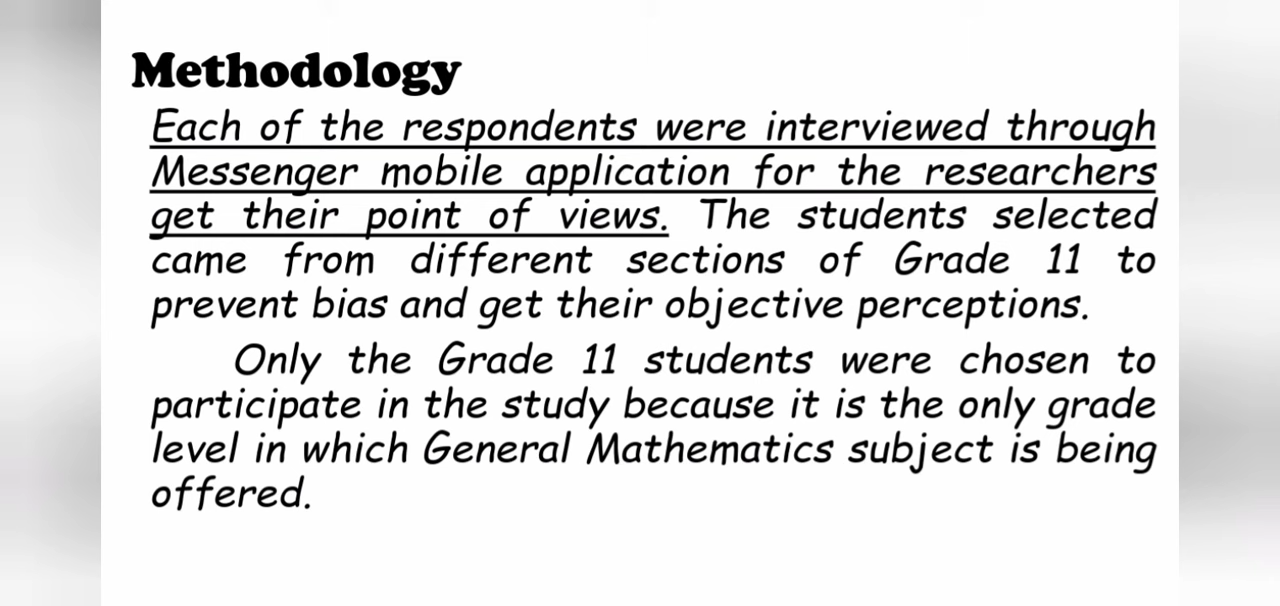 Methodology
Each of the respondents were interviewed through
Messenger mobile application for the researchers
get their point of views. The students selected
came from different sections of Grade 11 to
prevent bias and get their objective perceptions.
Only the Grade 11 students were chosen to
participate in the study because it is the only grade
level in which General Mathematics subject is being
offered.